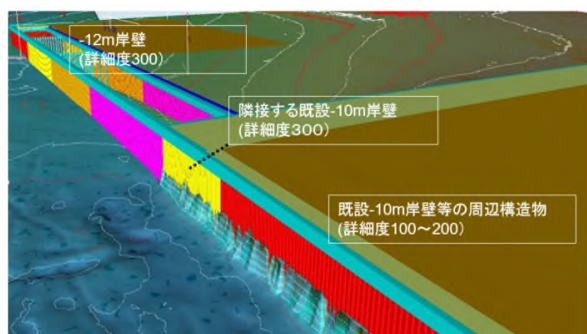 -12m岸壁
(詳細度300)
隣接する既設-10m岸壁
(詳細度300)
既設-10m岸壁等の周辺構造物
(詳細度100～200)